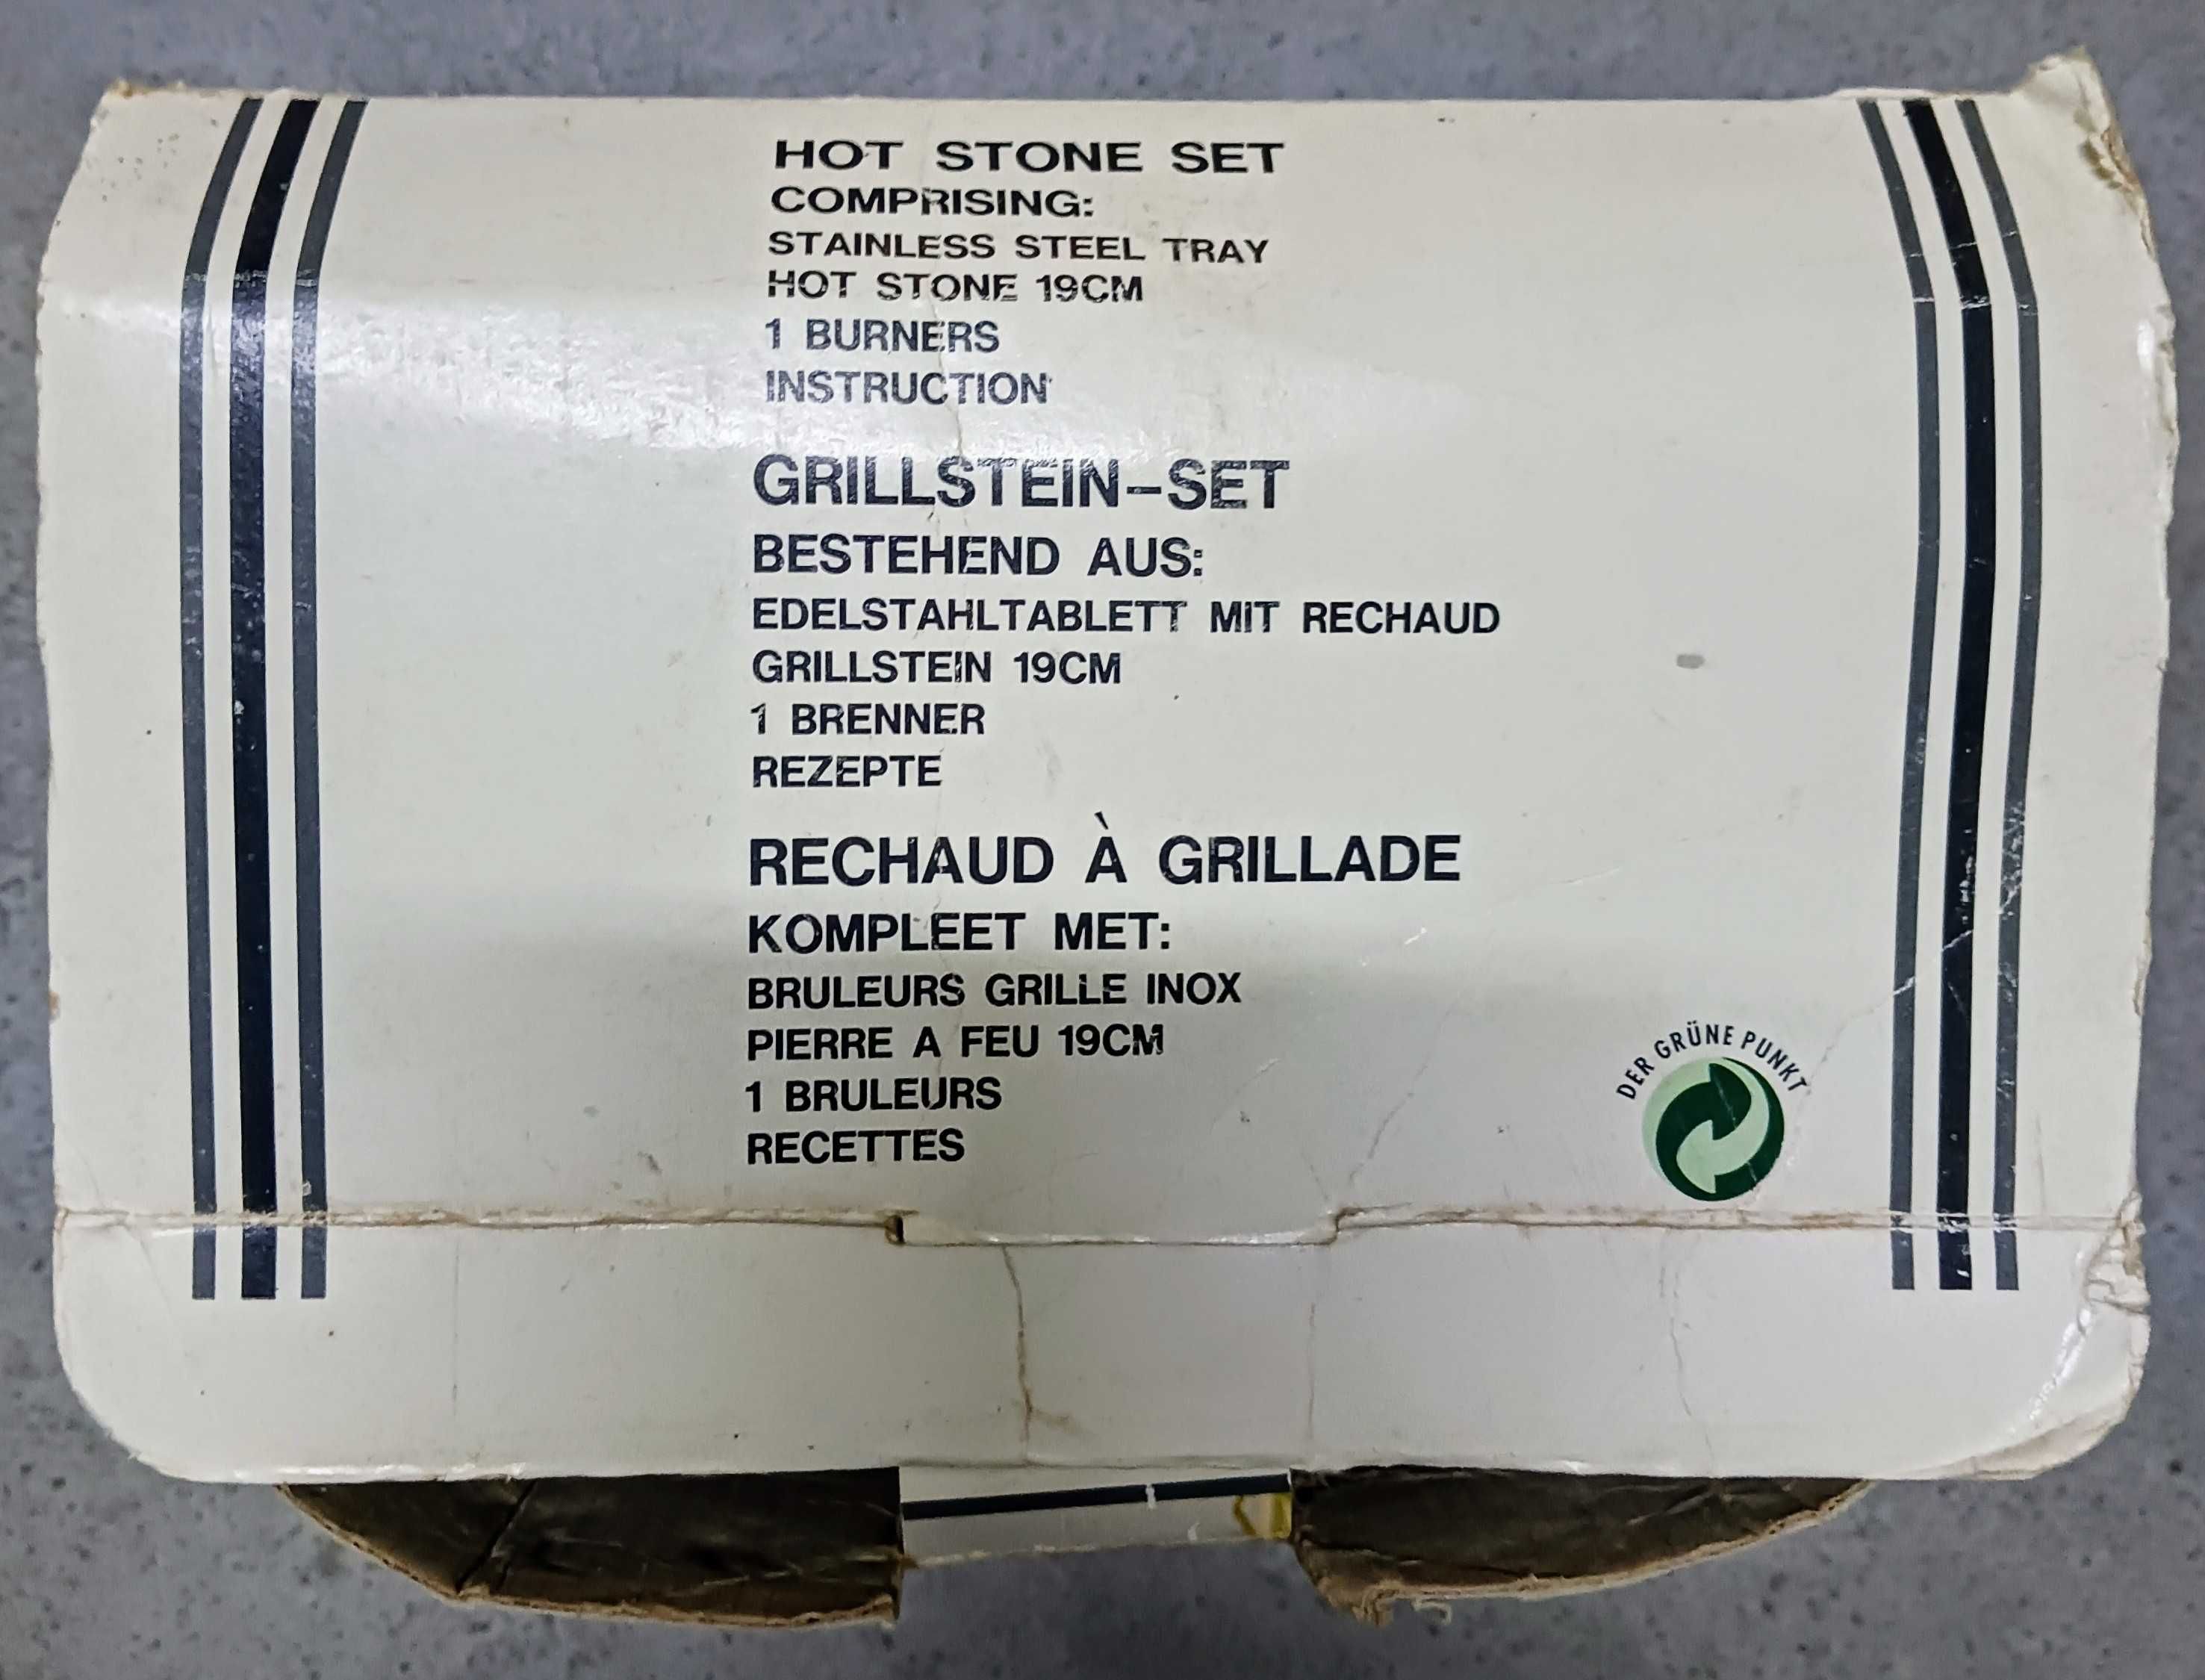 HOT STONE SET
COMPRISING:
STAINLESS STEEL TRAY
HOT STONE 19CM
1 BURNERS
INSTRUCTION
GRILLSTEIN-SET
BESTEHEND AUS:
EDELSTAHLTABLETT MIT RECHAUD
GRILLSTEIN 19CM
1 BRENNER
REZEPTE
RECHAUD À GRILLADE
KOMPLEET MET:
BRULEURS GRILLE INOX
PIERRE A FEU 19CM
1 BRULEURS
RECETTES
DER GRÜNE PUNKT